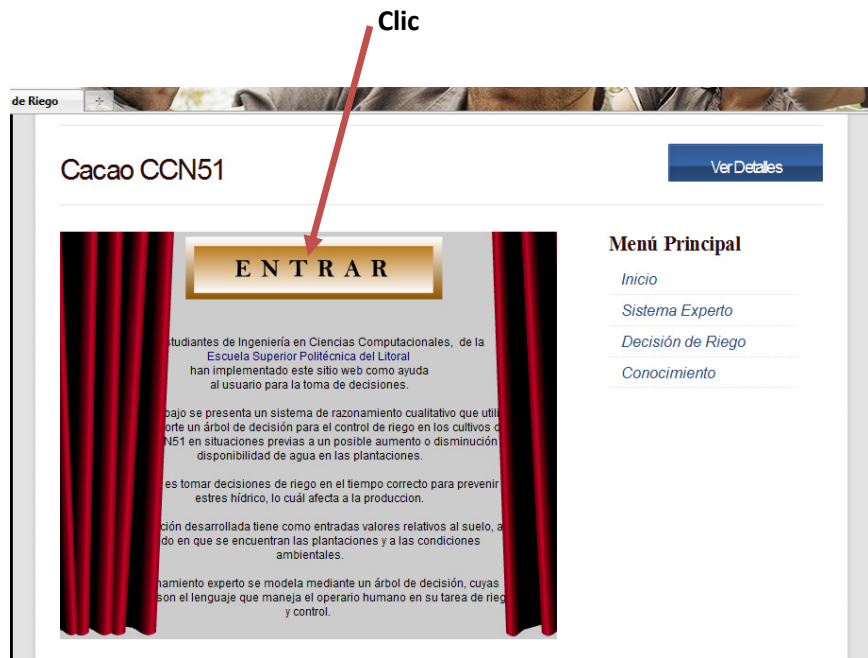 Clic
de Riego
Cacao CCN51
Ver Detalles
ENTRAR
Menú Principal
Inicio
Sistema Experto
Decisión de Riego
Conocimiento
studiantes de Ingeniería en Ciencias Computacionales, de la
Escuela Superior Politécnica del Litoral
han implementado este sitio web como ayuda
al usuario para la toma de decisiones.
bajo se presenta un sistema de razonamiento cualitativo que utili
orte un árbol de decisión para el control de riego en los cultivos d
N51 en situaciones previas a un posible aumento o disminución
disponibilidad de agua en las plantaciones.
es tomar decisiones de riego en el tiempo correcto para prevenir
estres hídrico, lo cuál afecta a la produccion.
ción desarrollada tiene como entradas valores relativos al suelo, a
do en que se encuentran las plantaciones y a las condiciones
ambientales.
namiento experto se modela mediante un árbol de decisión, cuyas
son el lenguaje que maneja el operario humano en su tarea de rieg
y control.